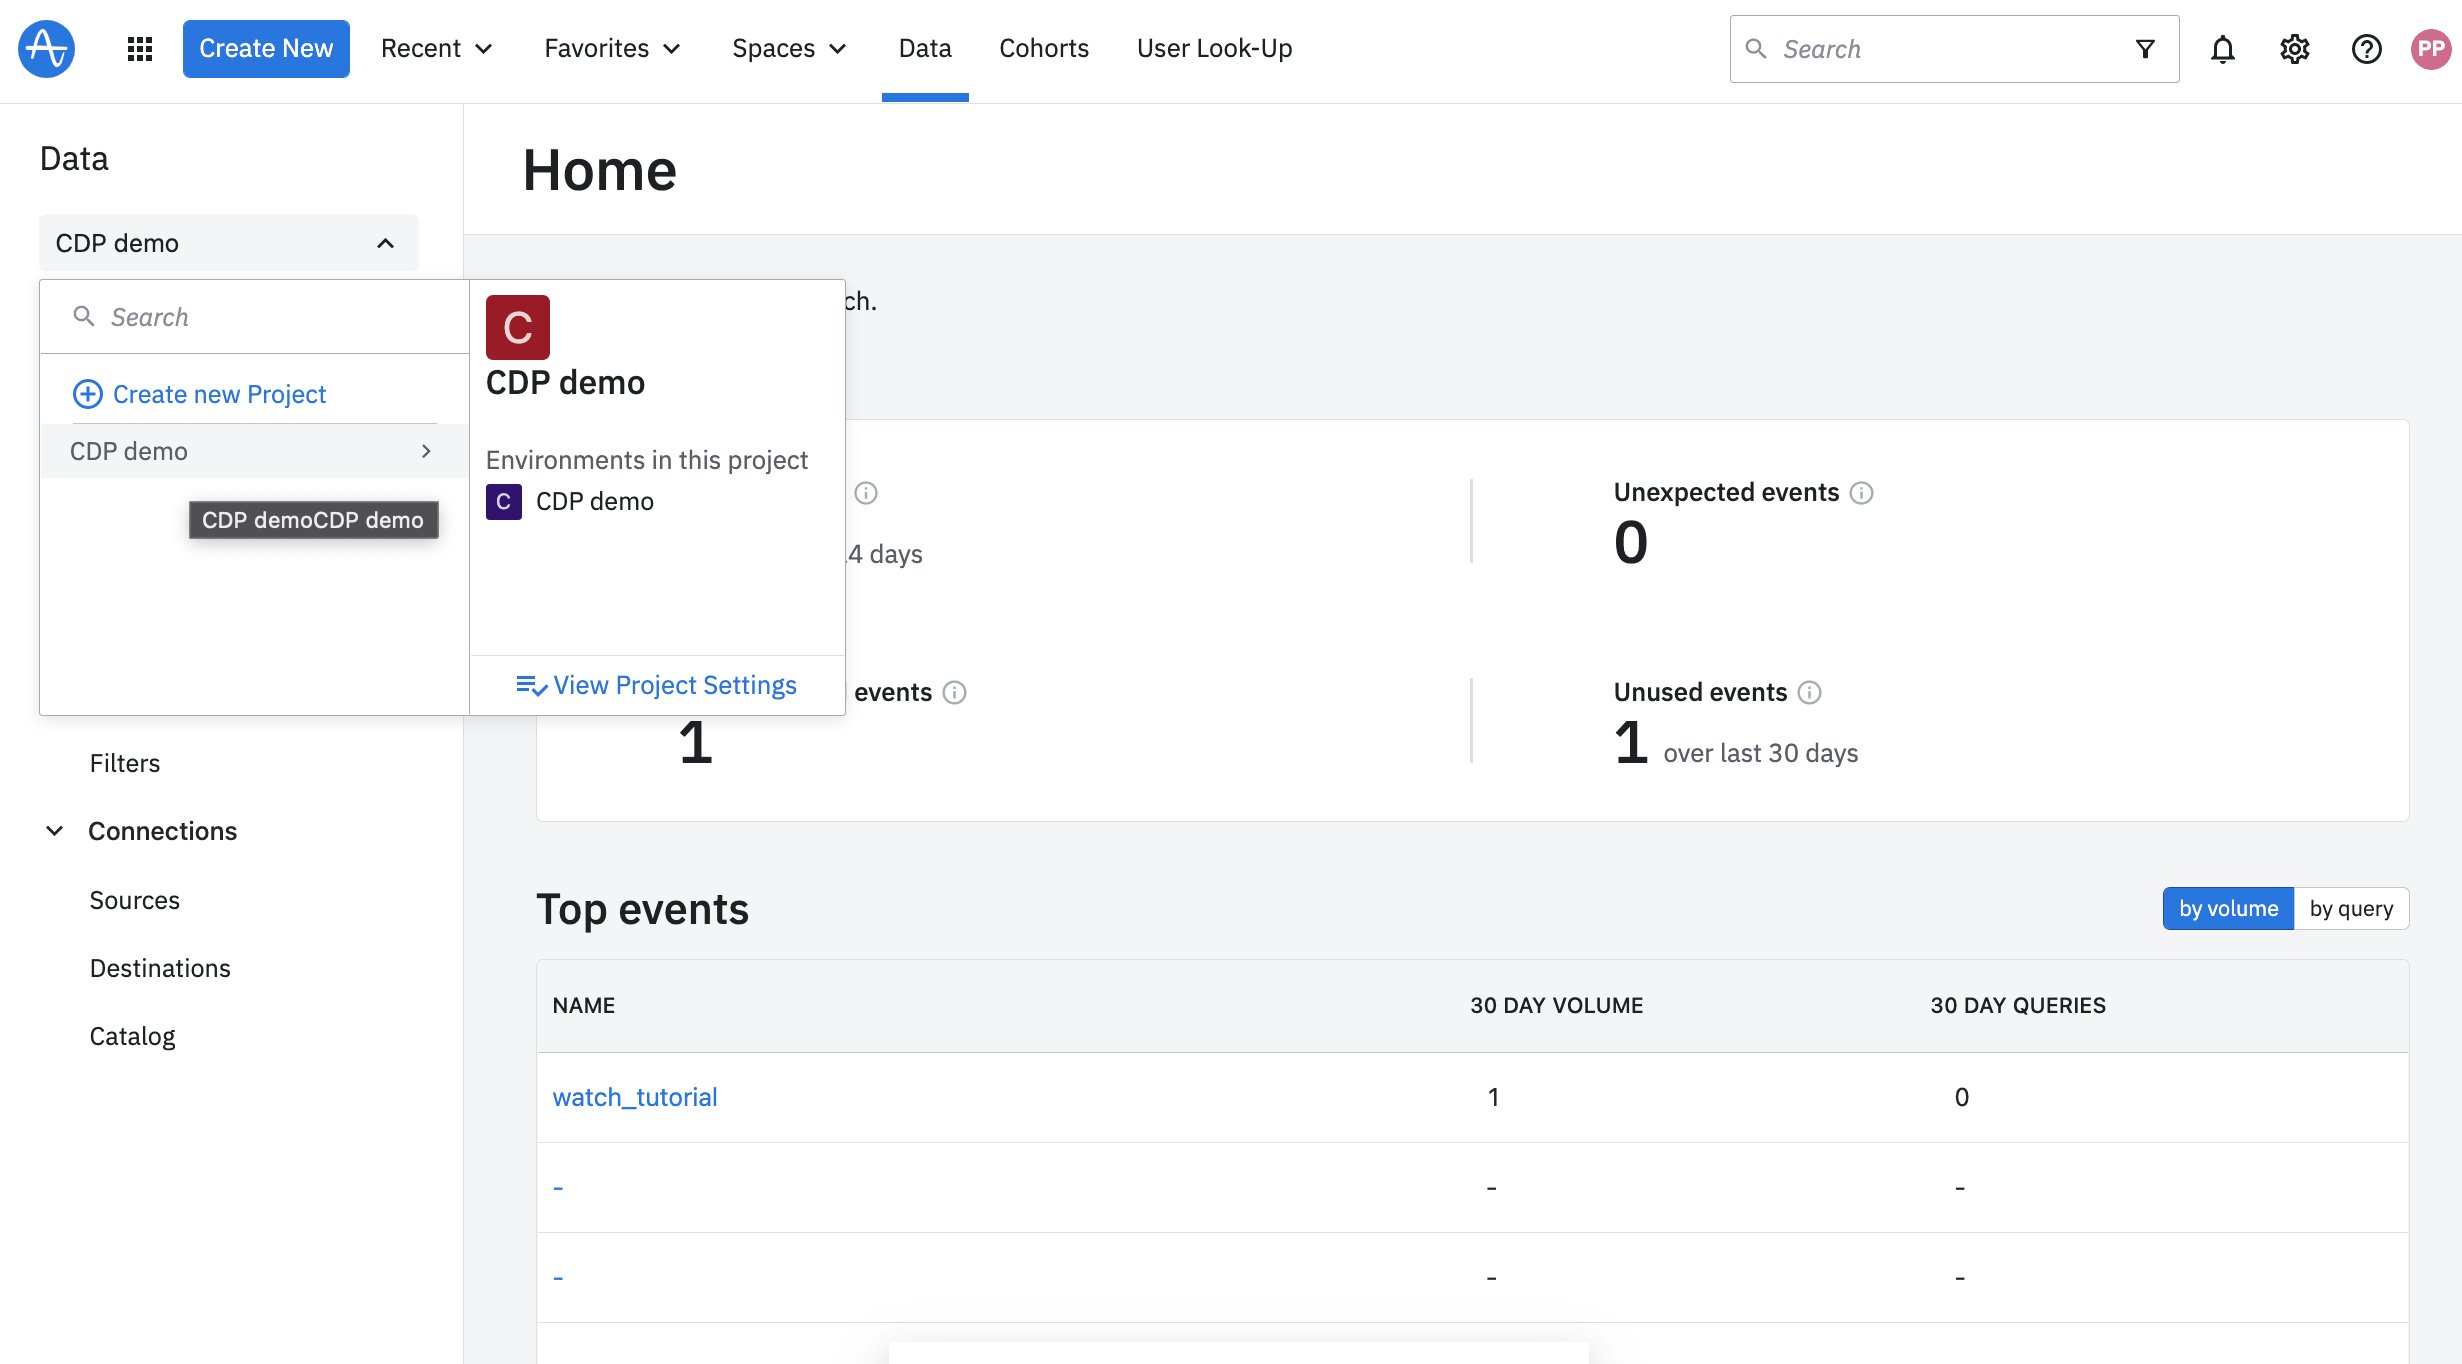 Create New
Recent
Favorites
Spaces
Data
Cohorts
User Look-Up
Search
PP
Data
CDP demo
Search
Create new Project
CDP demo
CDP demoCDP demo
C
CDP demo
Environments in this project
C CDP demo
View Project Settings
Filters
Connections
Sources
Destinations
Catalog
Home
ch.
4 days
Unexpected events
0
events
1
Unused events
1 over last 30 days
Top events
by volume
by query
NAME 30 DAY VOLUME 30 DAY QUERIES
watch_tutorial 1 0
- - -
- - -